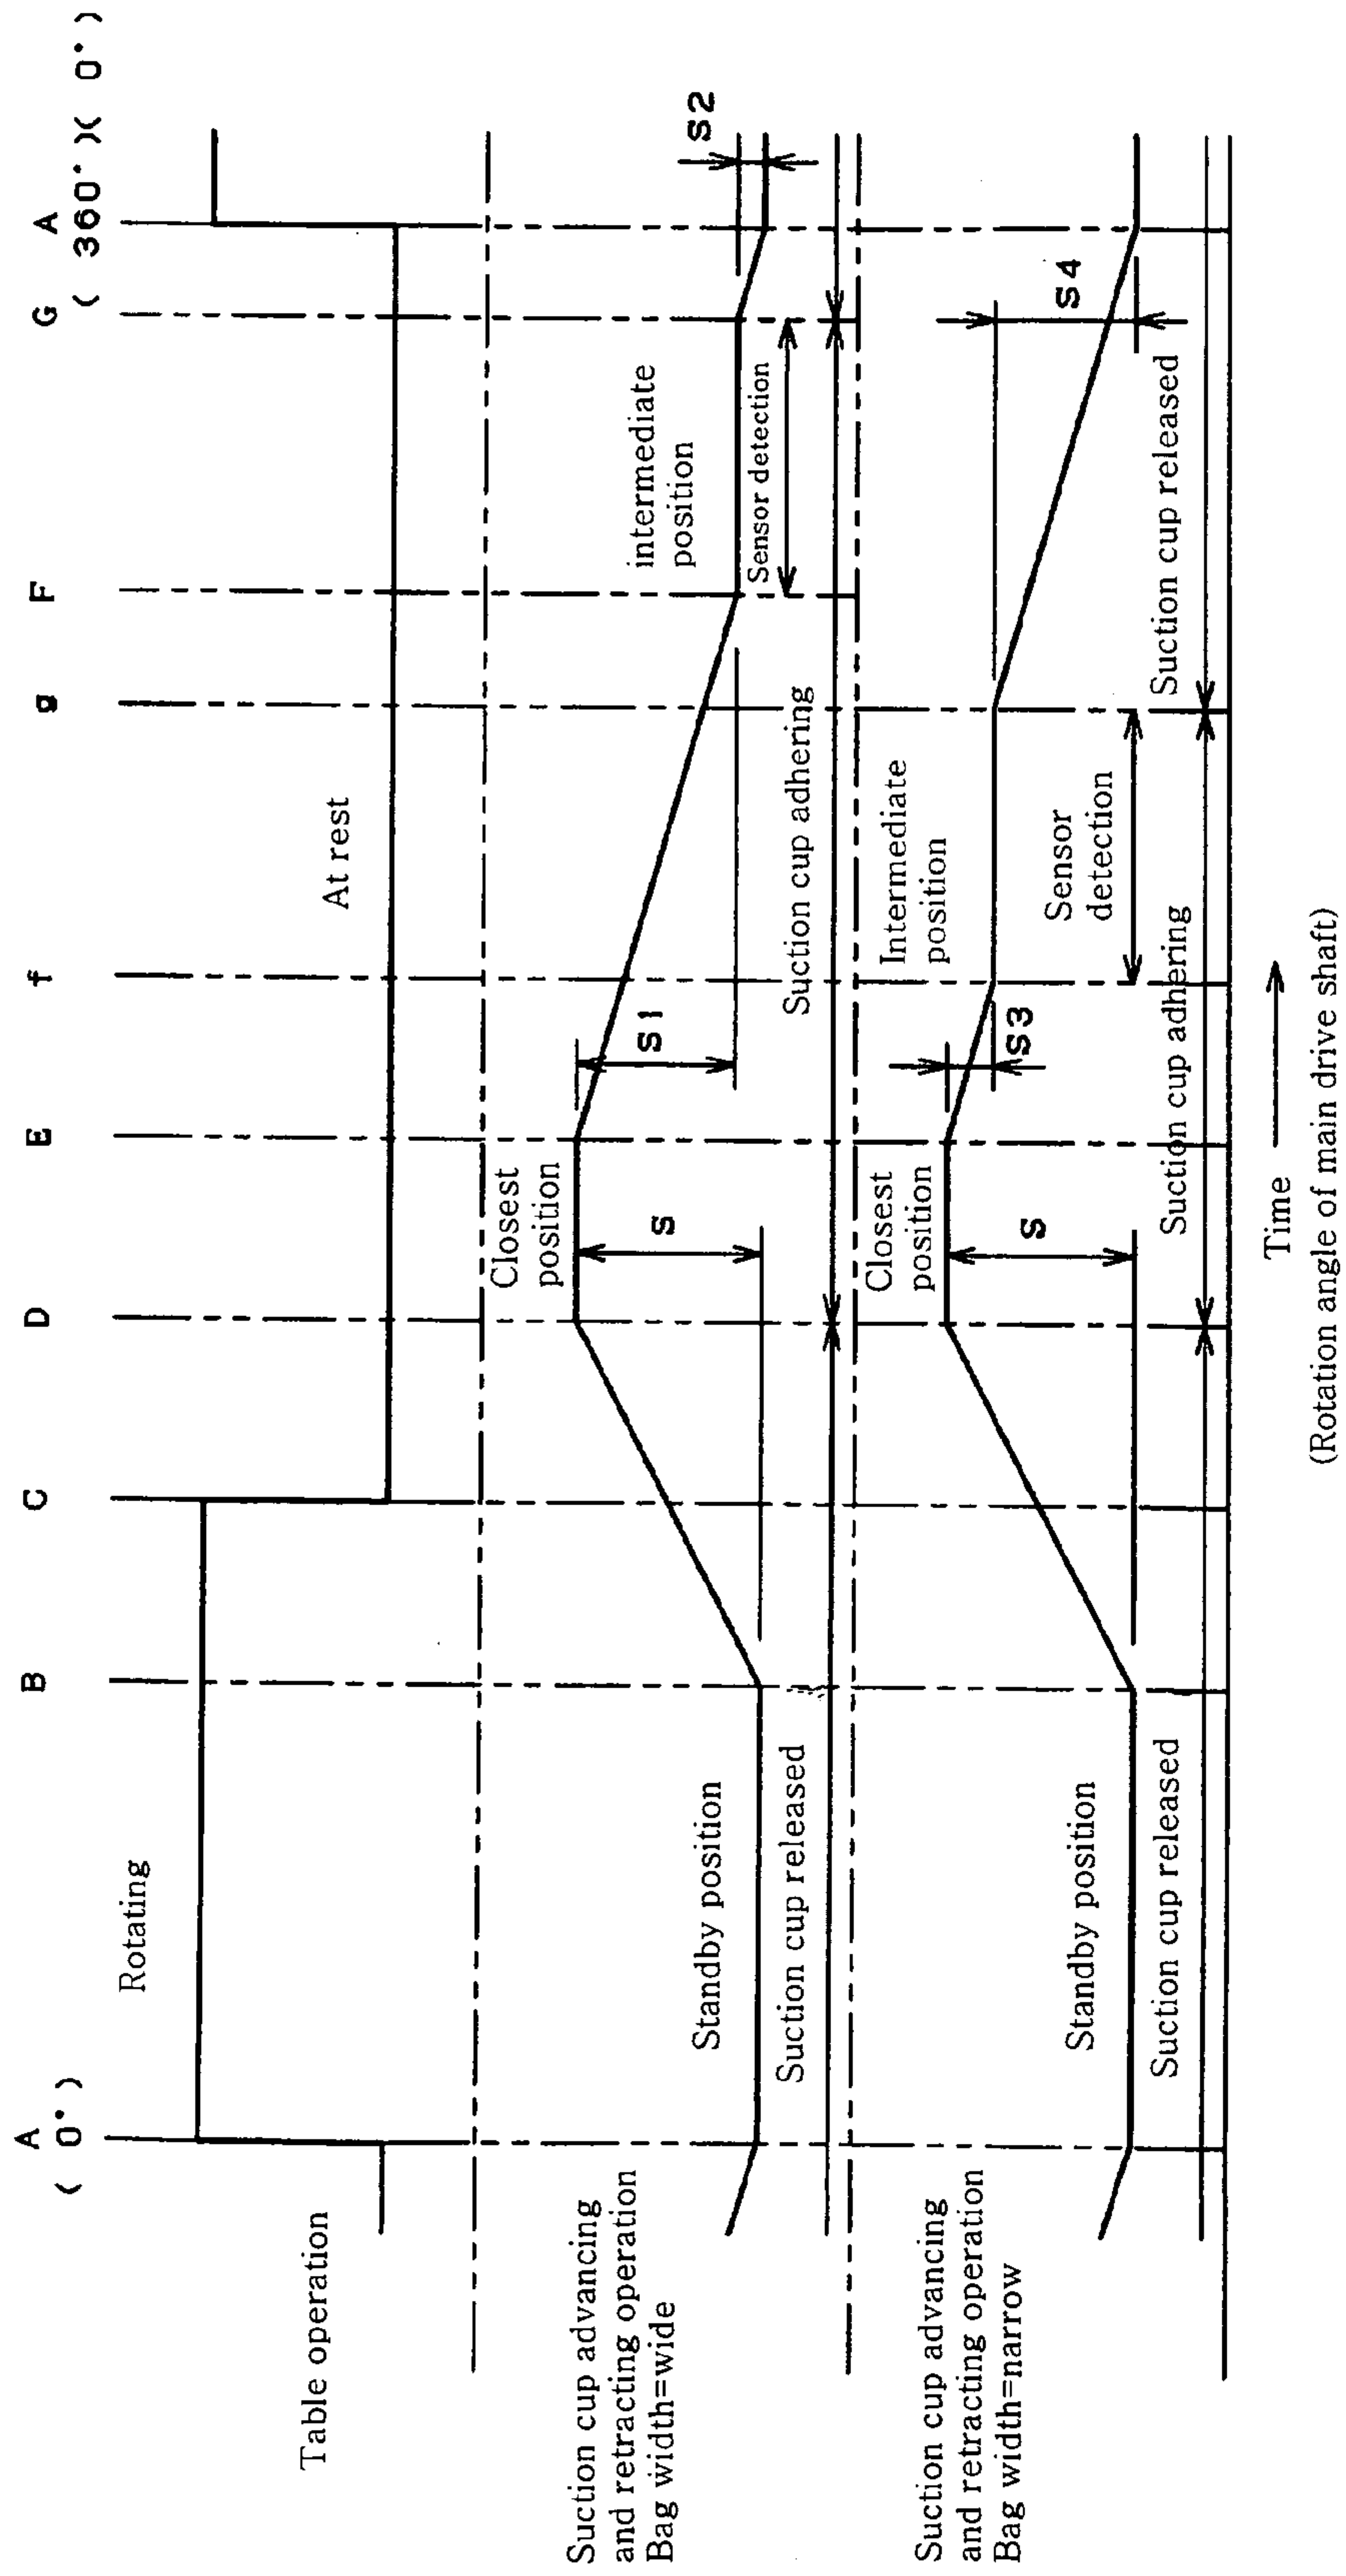 A
( 0° )
B
C
D
E
f
g
F
G
A
( 360° )( 0° )
Table operation
Rotating
At rest
Suction cup advancing
and retracting operation
Bag width=wide
Standby position
Suction cup released
Closest
position
S
S1
Suction cup adhering
intermediate
position
Sensor detection
S2
Suction cup advancing
and retracting operation
Bag width=narrow
Standby position
Suction cup released
Closest
position
S
S3
Suction cup adhering
Intermediate
position
Sensor
detection
Suction cup released
S4
Time
(Rotation angle of main drive shaft)